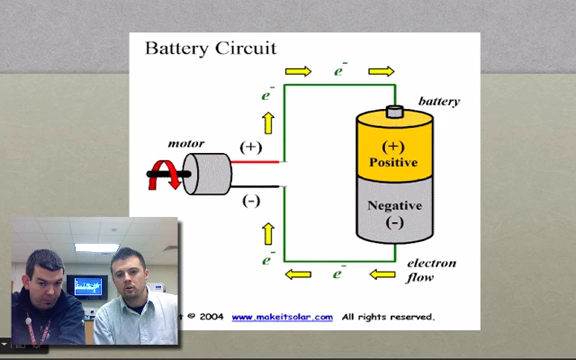 Battery Circuit
e-
e-
battery
motor
(+)
(+)
Positive
(-)
Negative
(-)
e-
e-
electron
flow
© 2004 www.makeitsolar.com All rights reserved.